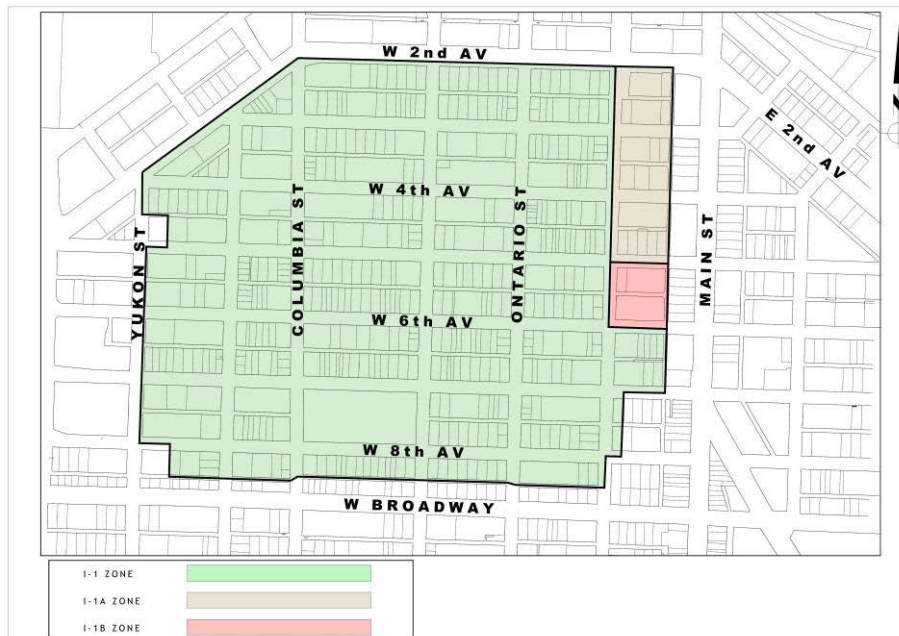 W 2nd AV
E 2nd AV
W 4th AV
YUKON ST
COLUMBIA ST
ONTARIO ST
MAIN ST
W 6th AV
W 8th AV
W BROADWAY
I-1 ZONE
I-1A ZONE
I-1B ZONE